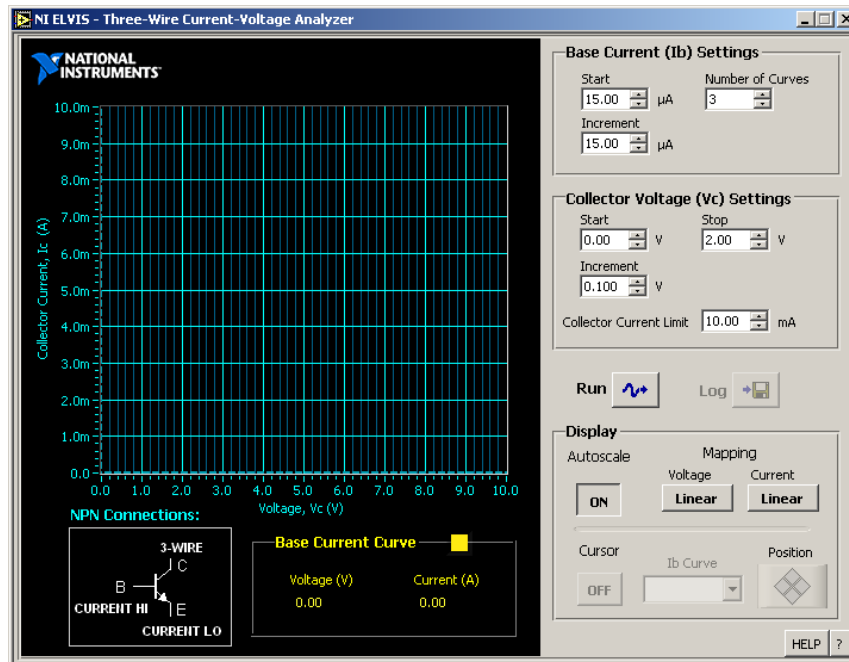 NI ELVIS - Three-Wire Current-Voltage Analyzer
NATIONAL
INSTRUMENTS™
10.0m
9.0m
8.0m
7.0m
6.0m
5.0m
4.0m
3.0m
2.0m
1.0m
0.0
Collector Current, Ic (A)
0.0 1.0 2.0 3.0 4.0 5.0 6.0 7.0 8.0 9.0 10.0
Voltage, Vc (V)
NPN Connections:
3-WIRE
C
B
CURRENT HI
E
CURRENT LO
Base Current Curve
Voltage (V) Current (A)
0.00 0.00
Base Current (Ib) Settings
Start Number of Curves
15.00 µA 3
Increment
15.00 µA
Collector Voltage (Vc) Settings
Start Stop
0.00 V 2.00 V
Increment
0.100 V
Collector Current Limit 10.00 mA
Run Log
Display
Autoscale Mapping
Voltage Current
ON Linear Linear
Cursor Ib Curve Position
OFF
HELP ?